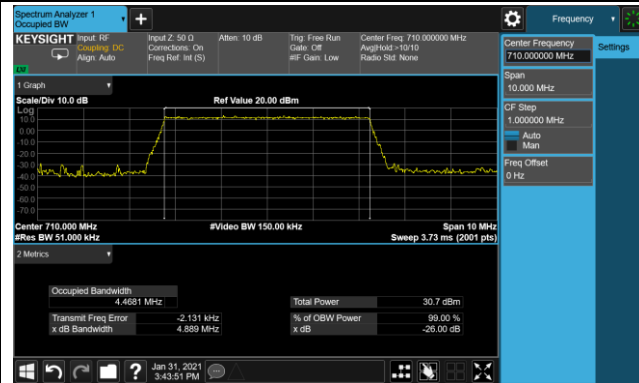 Spectrum Analyzer 1
Occupied BW
Frequency
KEYSIGHT
Input: RF
Coupling: DC
Align: Auto
Input Z: 50 Ω
Corrections: On
Freq Ref: Int (S)
Atten: 10 dB
Trig: Free Run
Gate: Off
#IF Gain: Low
Center Freq: 710.000000 MHz
Avg|Hold:>10/10
Radio Std: None
Center Frequency
710.000000 MHz
Settings
Span
10.000 MHz
CF Step
1.000000 MHz
Auto
Man
Freq Offset
0 Hz
1 Graph
Scale/Div 10.0 dB
Ref Value 20.00 dBm
Log
10.0
0.00
-10.0
-20.0
-30.0
-40.0
-50.0
-60.0
-70.0
Center 710.000 MHz
#Video BW 150.00 kHz
Span 10 MHz
#Res BW 51.000 kHz
Sweep 3.73 ms (2001 pts)
2 Metrics
Occupied Bandwidth
4.4681 MHz
Total Power
30.7 dBm
Transmit Freq Error
-2.131 kHz
% of OBW Power
99.00 %
x dB Bandwidth
4.889 MHz
x dB
-26.00 dB
Jan 31, 2021
3:43:51 PM